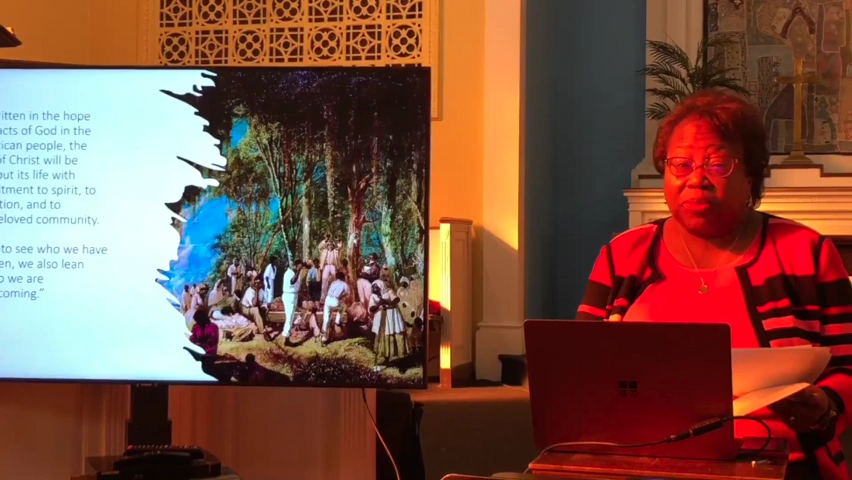 itten in the hope
acts of God in the
ican people, the
of Christ will be
out its life with
itment to spirit, to
tion, and to
eloved community.
to see who we have
en, we also lean
o we are
coming."